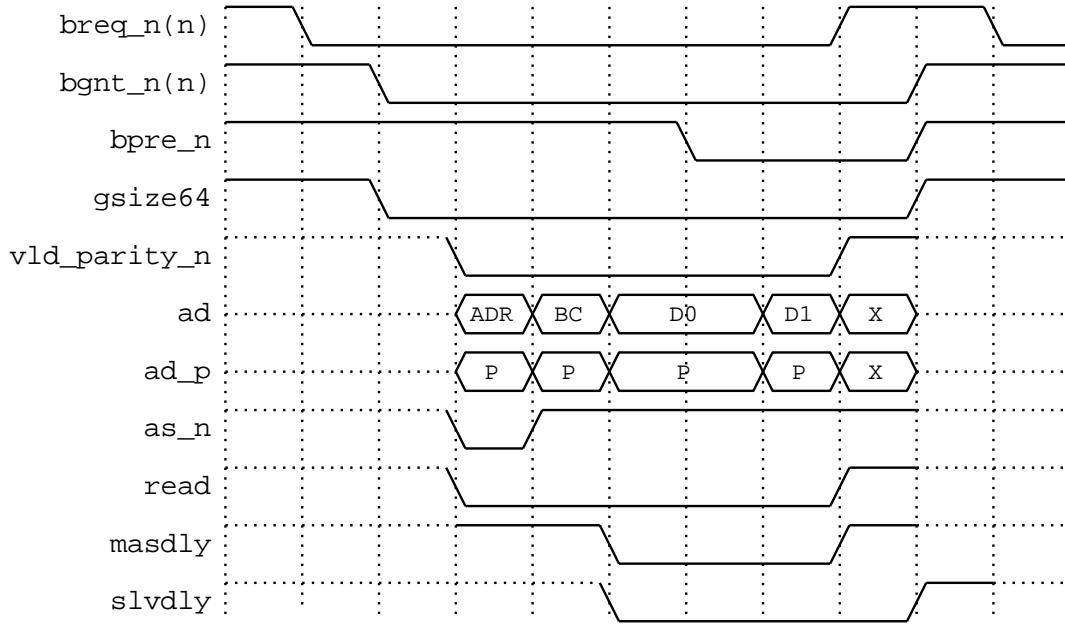 breq_n(n)
bgnt_n(n)
bpre_n
gsize64
vld_parity_n
ad ADR BC D0 D1 X
ad_p P P P P X
as_n
read
masdly
slvdly